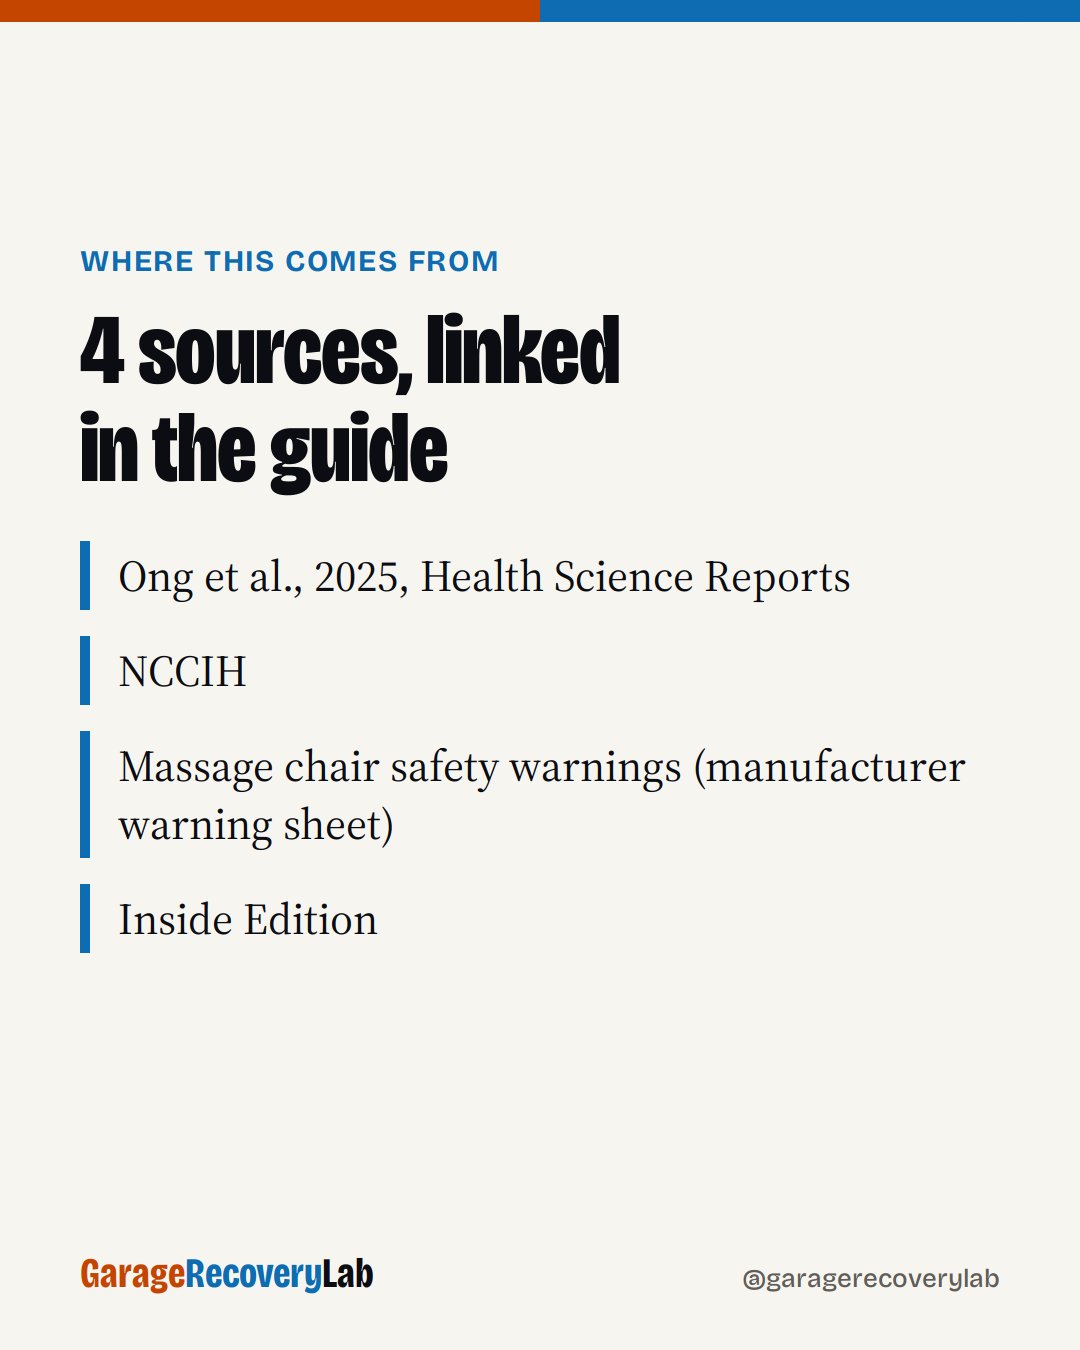 WHERE THIS COMES FROM
4 sources, linked
in the guide
Ong et al., 2025, Health Science Reports
NCCIH
Massage chair safety warnings (manufacturer
warning sheet)
Inside Edition
GarageRecoveryLab
@garagerecoverylab